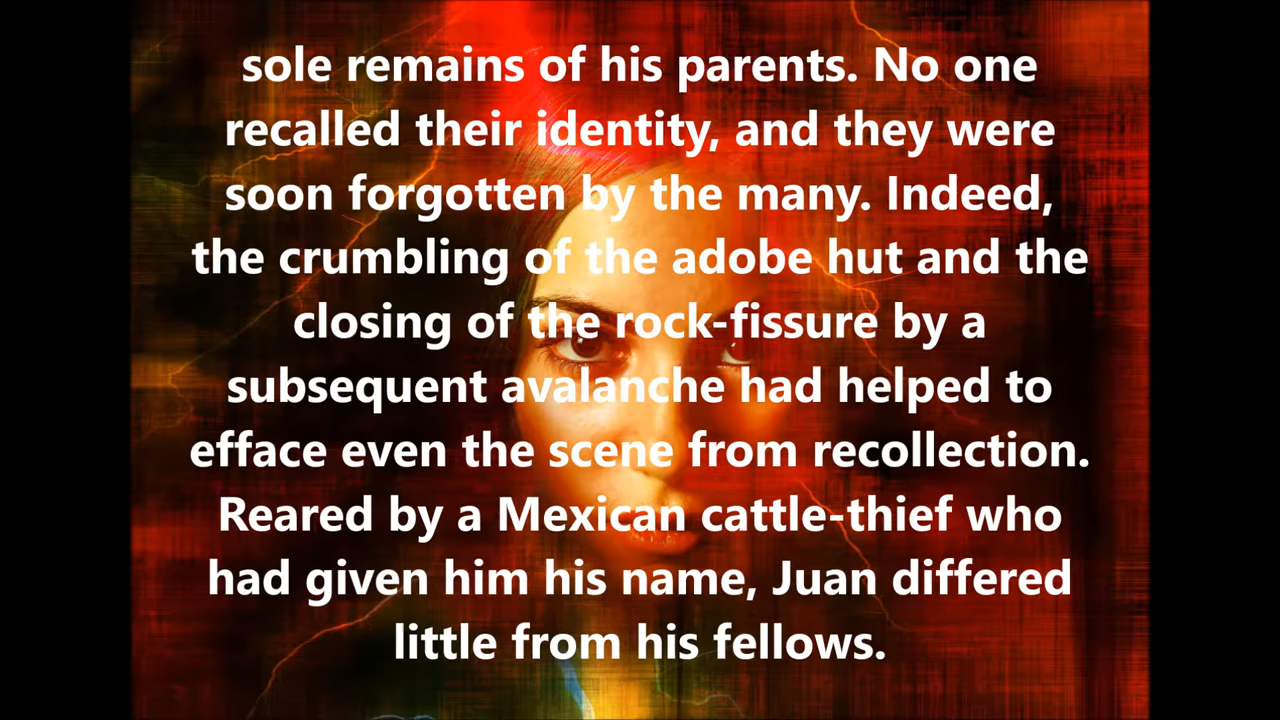 sole remains of his parents. No one
recalled their identity, and they were
soon forgotten by the many. Indeed,
the crumbling of the adobe hut and the
closing of the rock-fissure by a
subsequent avalanche had helped to
efface even the scene from recollection.
Reared by a Mexican cattle-thief who
had given him his name, Juan differed
little from his fellows.